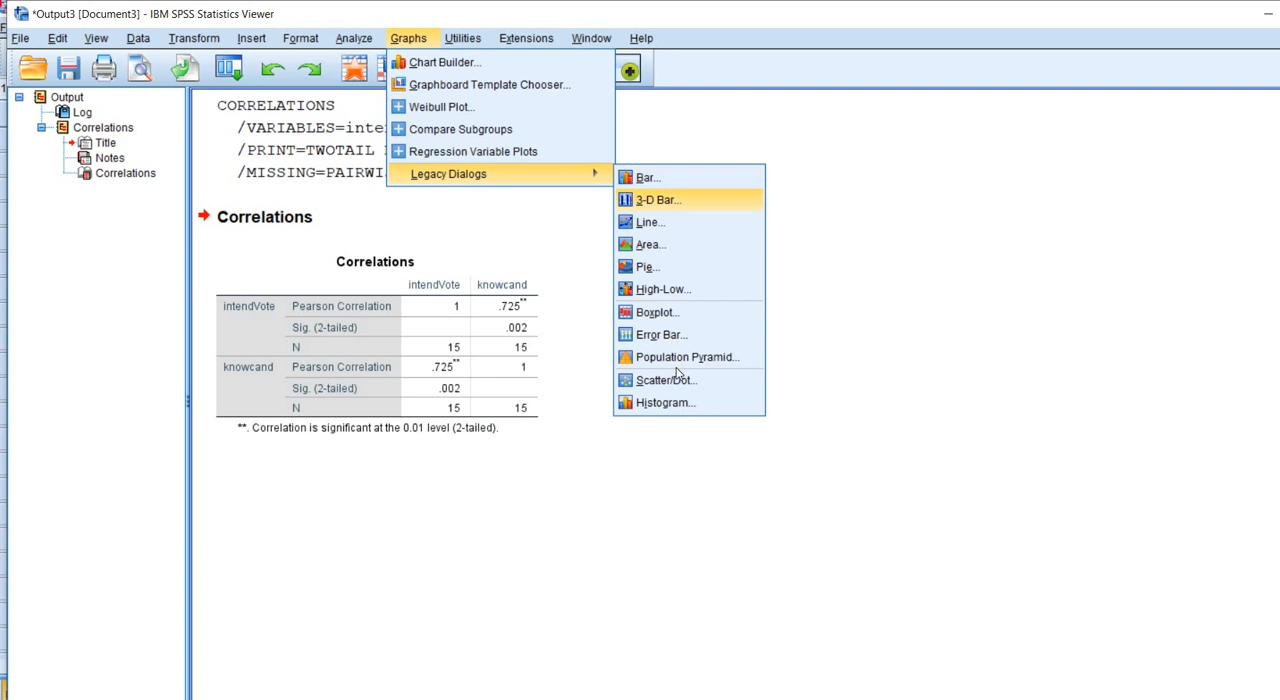 *Output3 [Document3] - IBM SPSS Statistics Viewer
File Edit View Data Transform Insert Format Analyze Graphs Utilities Extensions Window Help
Chart Builder...
Graphboard Template Chooser...
Weibull Plot...
Compare Subgroups
Regression Variable Plots
Legacy Dialogs
Bar...
3-D Bar...
Line...
Area...
Pie...
High-Low...
Boxplot...
Error Bar...
Population Pyramid...
Scatter/Dot...
Histogram...
Output
Log
Correlations
Title
Notes
Correlations
CORRELATIONS
/VARIABLES=inte
/PRINT=TWOTAIL
/MISSING=PAIRWI
Correlations
Correlations
intendVote knowcand
intendVote Pearson Correlation 1 .725**
Sig. (2-tailed) .002
N 15 15
knowcand Pearson Correlation .725** 1
Sig. (2-tailed) .002
N 15 15
**. Correlation is significant at the 0.01 level (2-tailed).